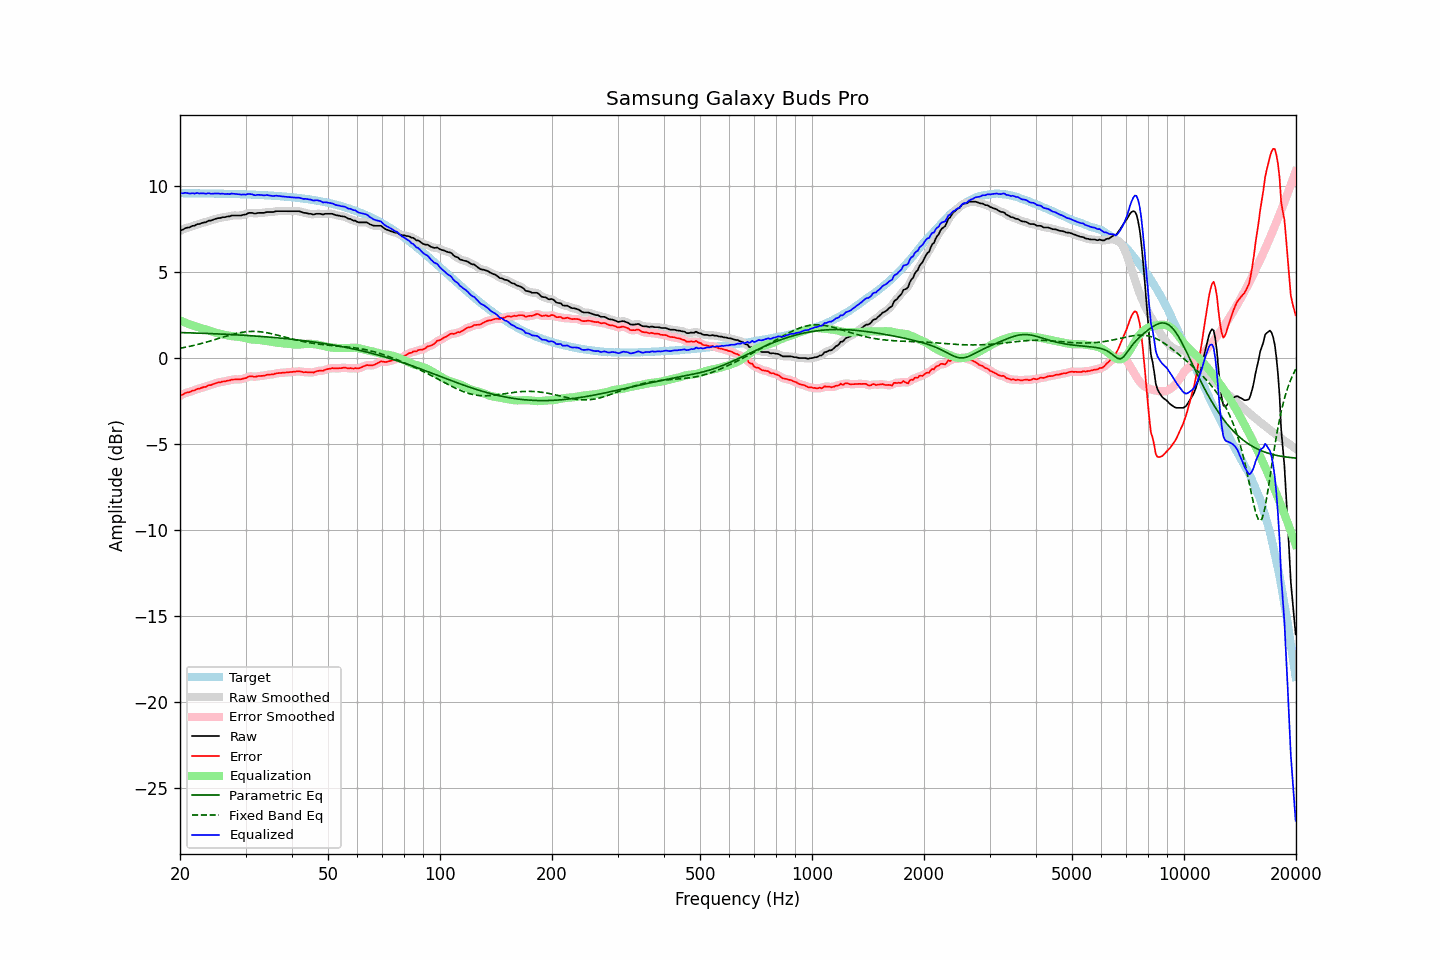 Samsung Galaxy Buds Pro
10
5
0
−5
−10
−15
−20
−25
Amplitude (dBr)
Target
Raw Smoothed
Error Smoothed
Raw
Error
Equalization
Parametric Eq
Fixed Band Eq
Equalized
20 50 100 200 500 1000 2000 5000 10000 20000
Frequency (Hz)